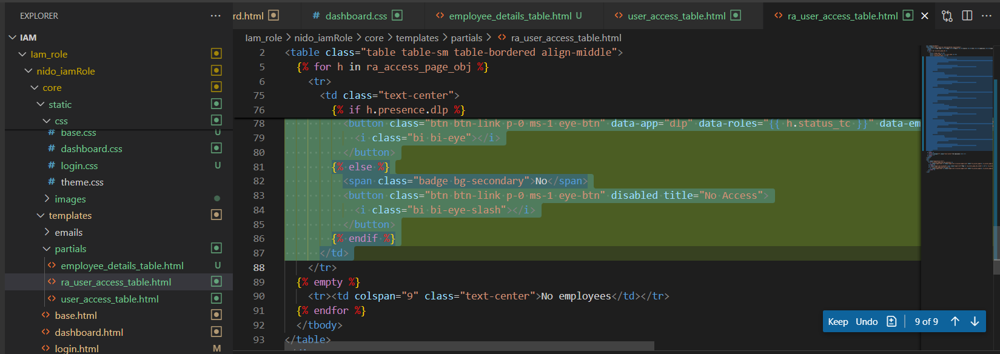 EXPLORER
IAM
Iam_role
nido_iamRole
core
static
css
base.css U
dashboard.css
login.css U
theme.css
images
templates
emails
partials
employee_details_table.html U
ra_user_access_table.html
user_access_table.html
base.html
dashboard.html
login.html M
rd.html
dashboard.css
employee_details_table.html U
user_access_table.html
ra_user_access_table.html
Iam_role > nido_iamRole > core > templates > partials > ra_user_access_table.html
2 <table class="table table-sm table-bordered align-middle">
5 {% for h in ra_access_page_obj %}
6 <tr>
75 <td class="text-center">
76 {% if h.presence.dlp %}
78 <button class="btn btn-link p-0 ms-1 eye-btn" data-app="dlp" data-roles="{{ h.status_tc }}" data-em
79 <i class="bi bi-eye"></i>
80 </button>
81 {% else %}
82 <span class="badge bg-secondary">No</span>
83 <button class="btn btn-link p-0 ms-1 eye-btn" disabled title="No Access">
84 <i class="bi bi-eye-slash"></i>
85 </button>
86 {% endif %}
87 </td>
88 </tr>
89 {% empty %}
90 <tr><td colspan="9" class="text-center">No employees</td></tr>
91 {% endfor %}
92 </tbody>
93 </table>
Keep Undo 9 of 9